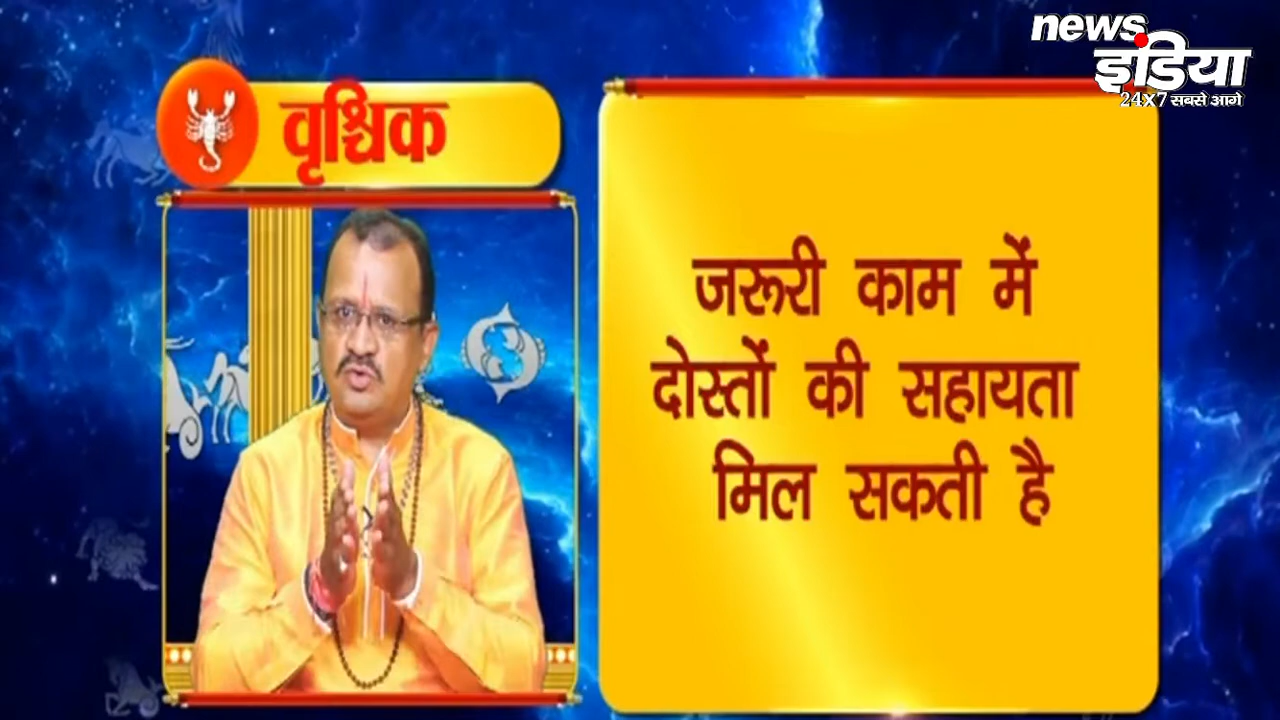 news
इंडिया
24x7 सबसे आगे
वृश्चिक
जरूरी काम में
दोस्तों की सहायता
मिल सकती है